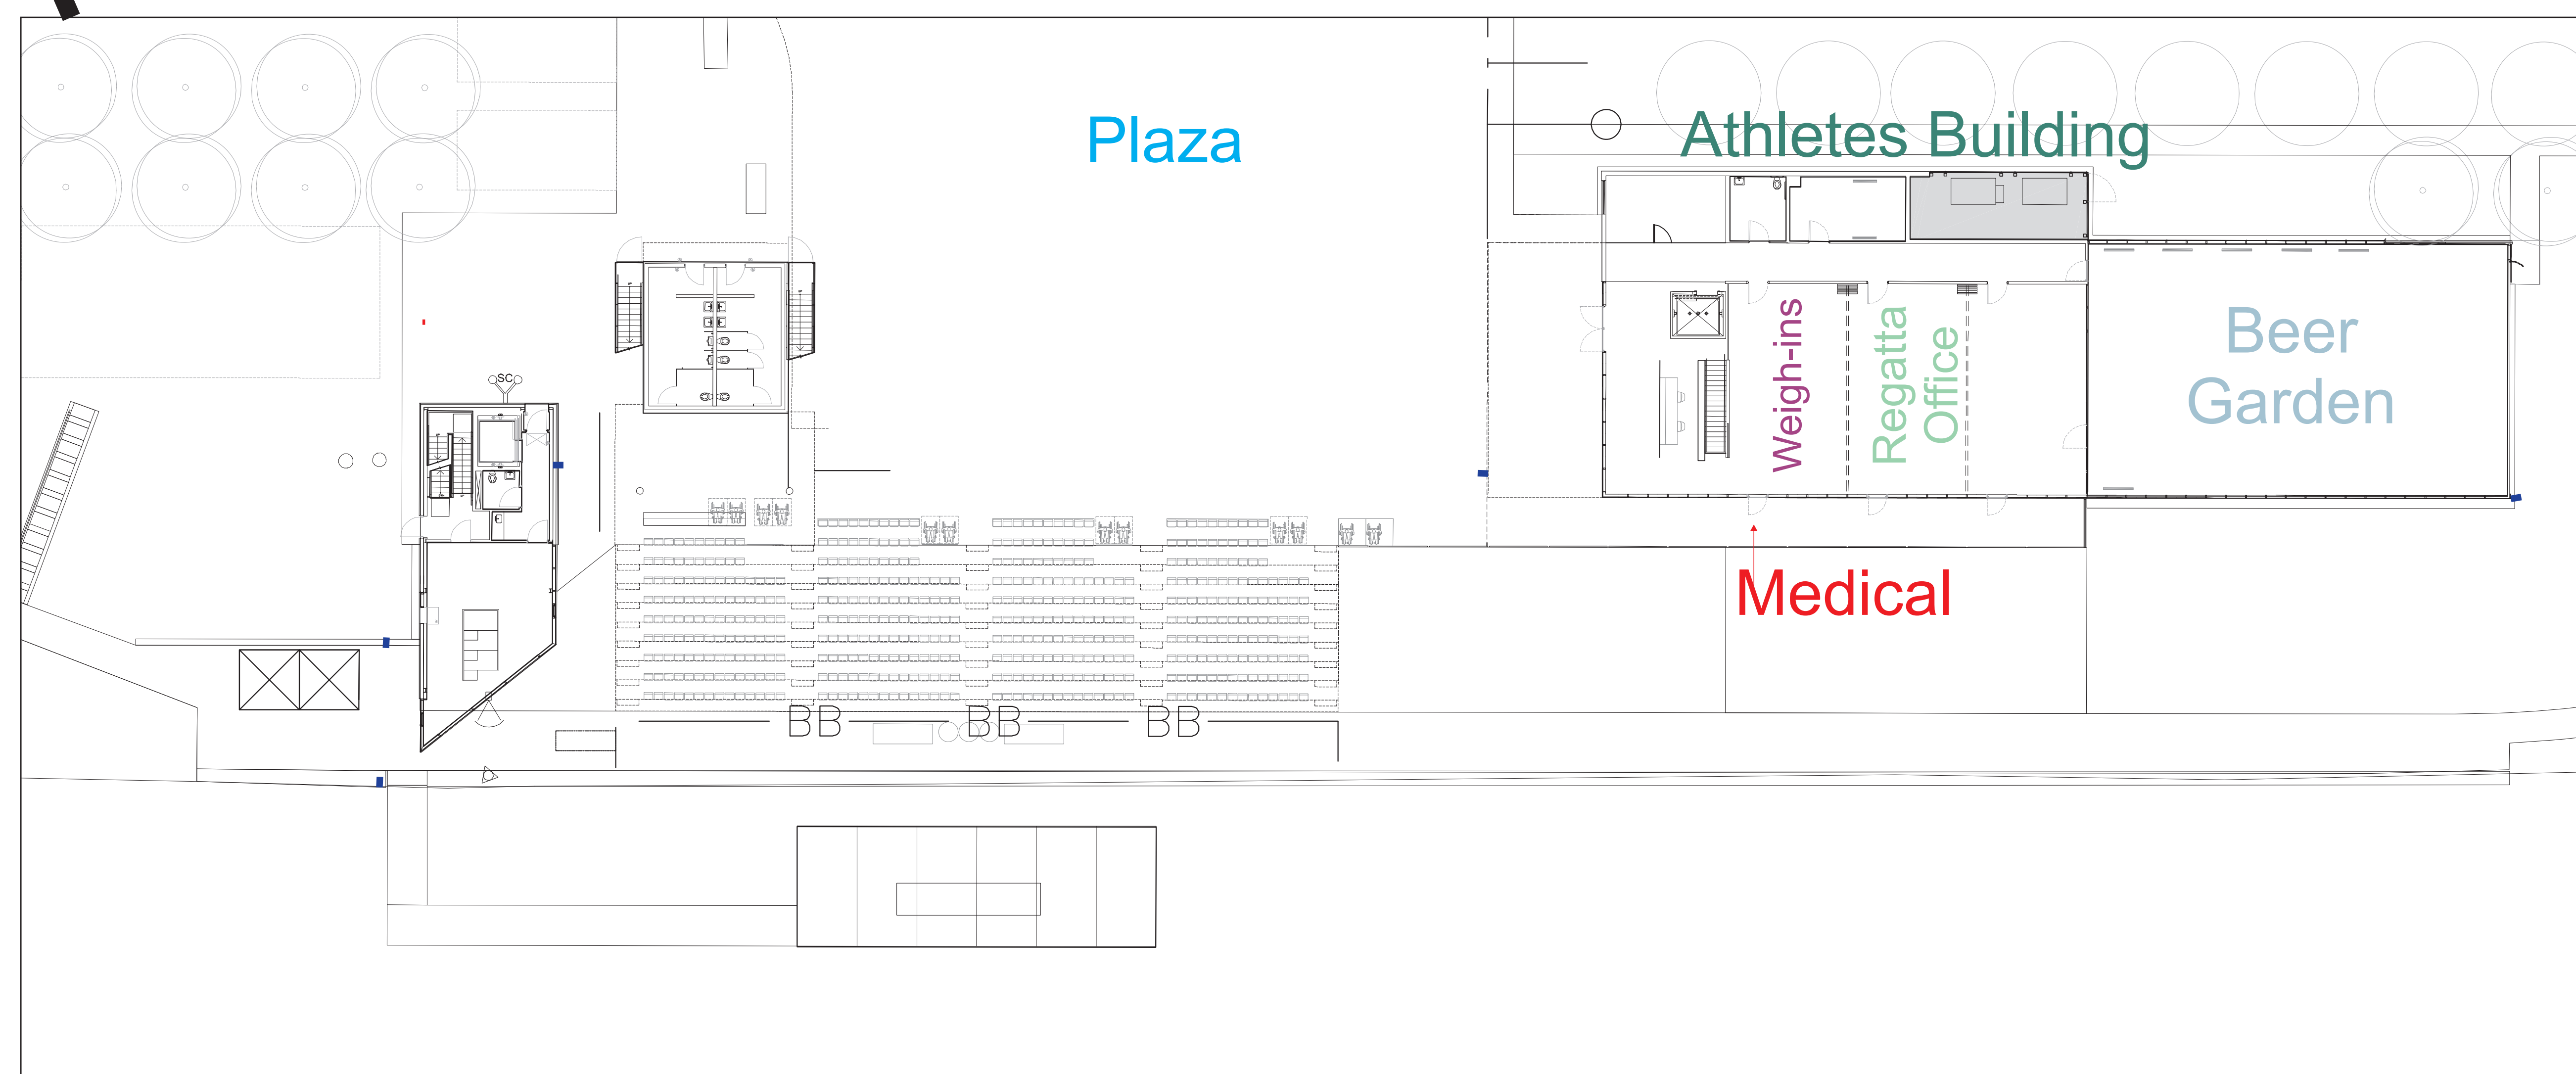 Plaza
Athletes Building
Weigh-ins
Regatta
Office
Beer
Garden
SC
Medical
BB
BB
BB